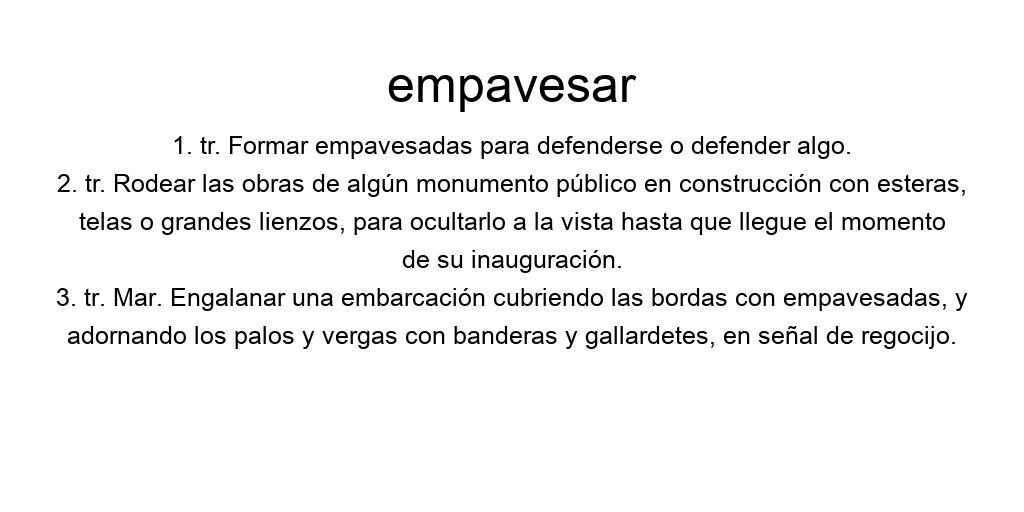 empavesar
1. tr. Formar empavesadas para defenderse o defender algo.
2. tr. Rodear las obras de algún monumento público en construcción con esteras,
telas o grandes lienzos, para ocultarlo a la vista hasta que llegue el momento
de su inauguración.
3. tr. Mar. Engalanar una embarcación cubriendo las bordas con empavesadas, y
adornando los palos y vergas con banderas y gallardetes, en señal de regocijo.